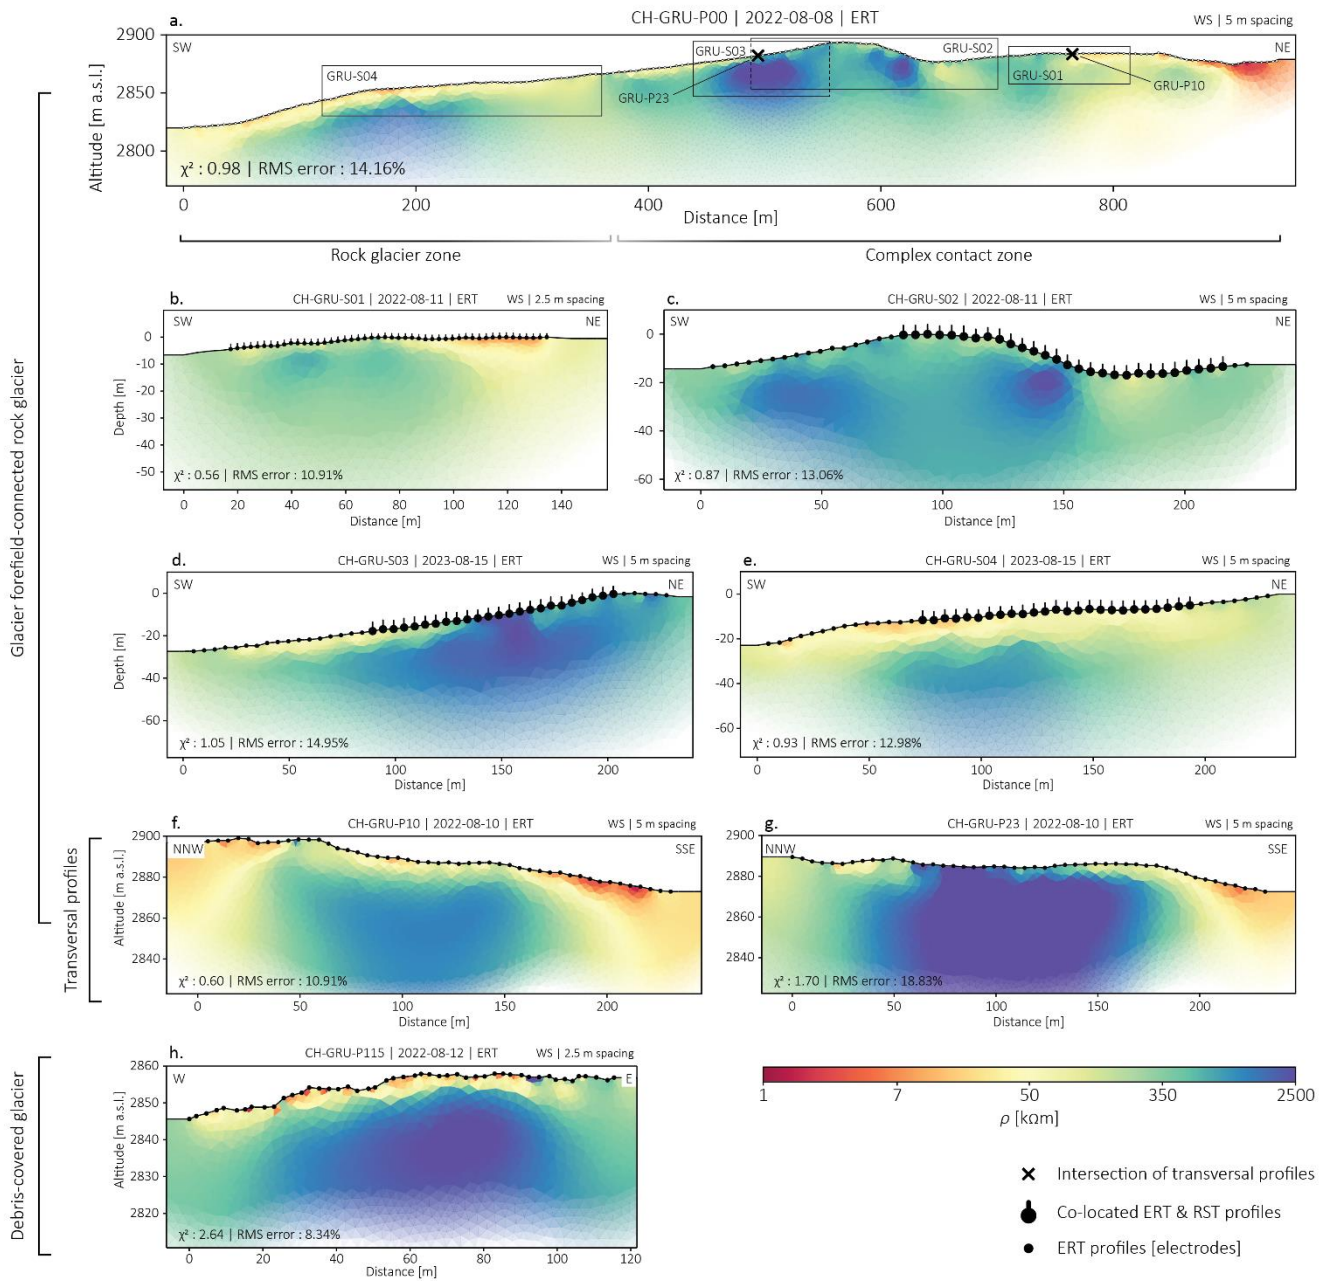 a.
CH-GRU-P00 | 2022-08-08 | ERT
WS | 5 m spacing
SW
NE
GRU-S04
GRU-S03
GRU-S02
GRU-S01
GRU-P23
GRU-P10
Altitude [m a.s.l.]
2900
2850
2800
χ² : 0.98 | RMS error : 14.16%
0 200 400 600 800
Distance [m]
Rock glacier zone
Complex contact zone
Glacier forefield-connected rock glacier
b.
CH-GRU-S01 | 2022-08-11 | ERT
WS | 2.5 m spacing
SW
NE
Depth [m]
0
-10
-20
-30
-40
-50
χ² : 0.56 | RMS error : 10.91%
0 20 40 60 80 100 120 140
Distance [m]
c.
CH-GRU-S02 | 2022-08-11 | ERT
WS | 5 m spacing
SW
NE
0
-20
-40
-60
χ² : 0.87 | RMS error : 13.06%
0 50 100 150 200
Distance [m]
d.
CH-GRU-S03 | 2023-08-15 | ERT
WS | 5 m spacing
SW
NE
Depth [m]
0
-20
-40
-60
χ² : 1.05 | RMS error : 14.95%
0 50 100 150 200
Distance [m]
e.
CH-GRU-S04 | 2023-08-15 | ERT
WS | 5 m spacing
SW
NE
0
-20
-40
-60
χ² : 0.93 | RMS error : 12.98%
0 50 100 150 200
Distance [m]
Transversal profiles
f.
CH-GRU-P10 | 2022-08-10 | ERT
WS | 5 m spacing
NNW
SSE
Altitude [m a.s.l.]
2900
2880
2860
2840
χ² : 0.60 | RMS error : 10.91%
0 50 100 150 200
Distance [m]
g.
CH-GRU-P23 | 2022-08-10 | ERT
WS | 5 m spacing
NNW
SSE
2900
2880
2860
2840
χ² : 1.70 | RMS error : 18.83%
0 50 100 150 200
Distance [m]
Debris-covered glacier
h.
CH-GRU-P115 | 2022-08-12 | ERT
WS | 2.5 m spacing
W
E
Altitude [m a.s.l.]
2860
2850
2840
2830
2820
χ² : 2.64 | RMS error : 8.34%
0 20 40 60 80 100 120
Distance [m]
1 7 50 350 2500
ρ [kΩm]
Intersection of transversal profiles
Co-located ERT & RST profiles
ERT profiles [electrodes]